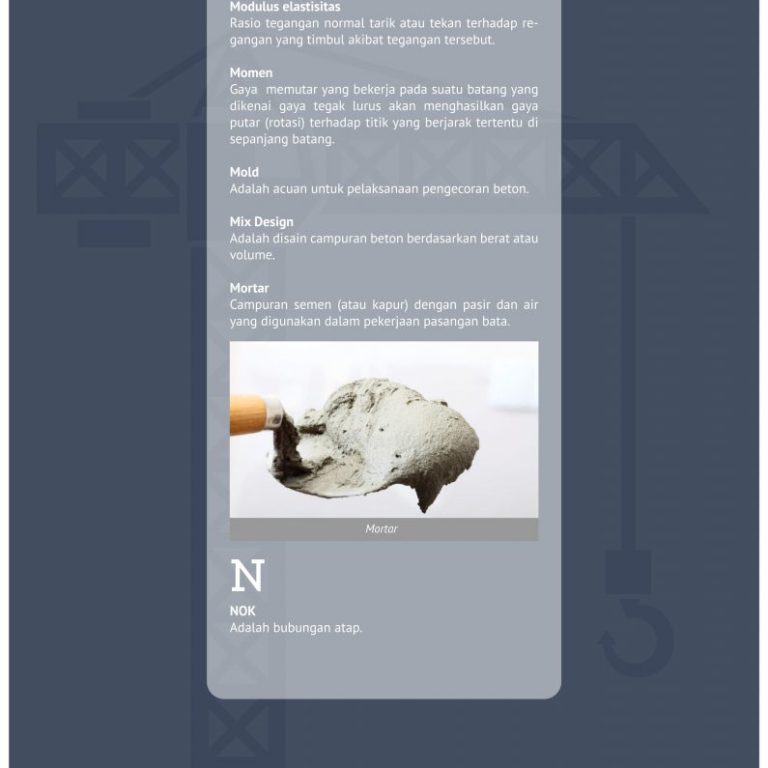 Modulus elastisitas
Rasio tegangan normal tarik atau tekan terhadap re-
gangan yang timbul akibat tegangan tersebut.
Momen
Gaya memutar yang bekerja pada suatu batang yang
dikenai gaya tegak lurus akan menghasilkan gaya
putar (rotasi) terhadap titik yang berjarak tertentu di
sepanjang batang.
Mold
Adalah acuan untuk pelaksanaan pengecoran beton.
Mix Design
Adalah disain campuran beton berdasarkan berat atau
volume.
Mortar
Campuran semen (atau kapur) dengan pasir dan air
yang digunakan dalam pekerjaan pasangan bata.
Mortar
N
NOK
Adalah bubungan atap.